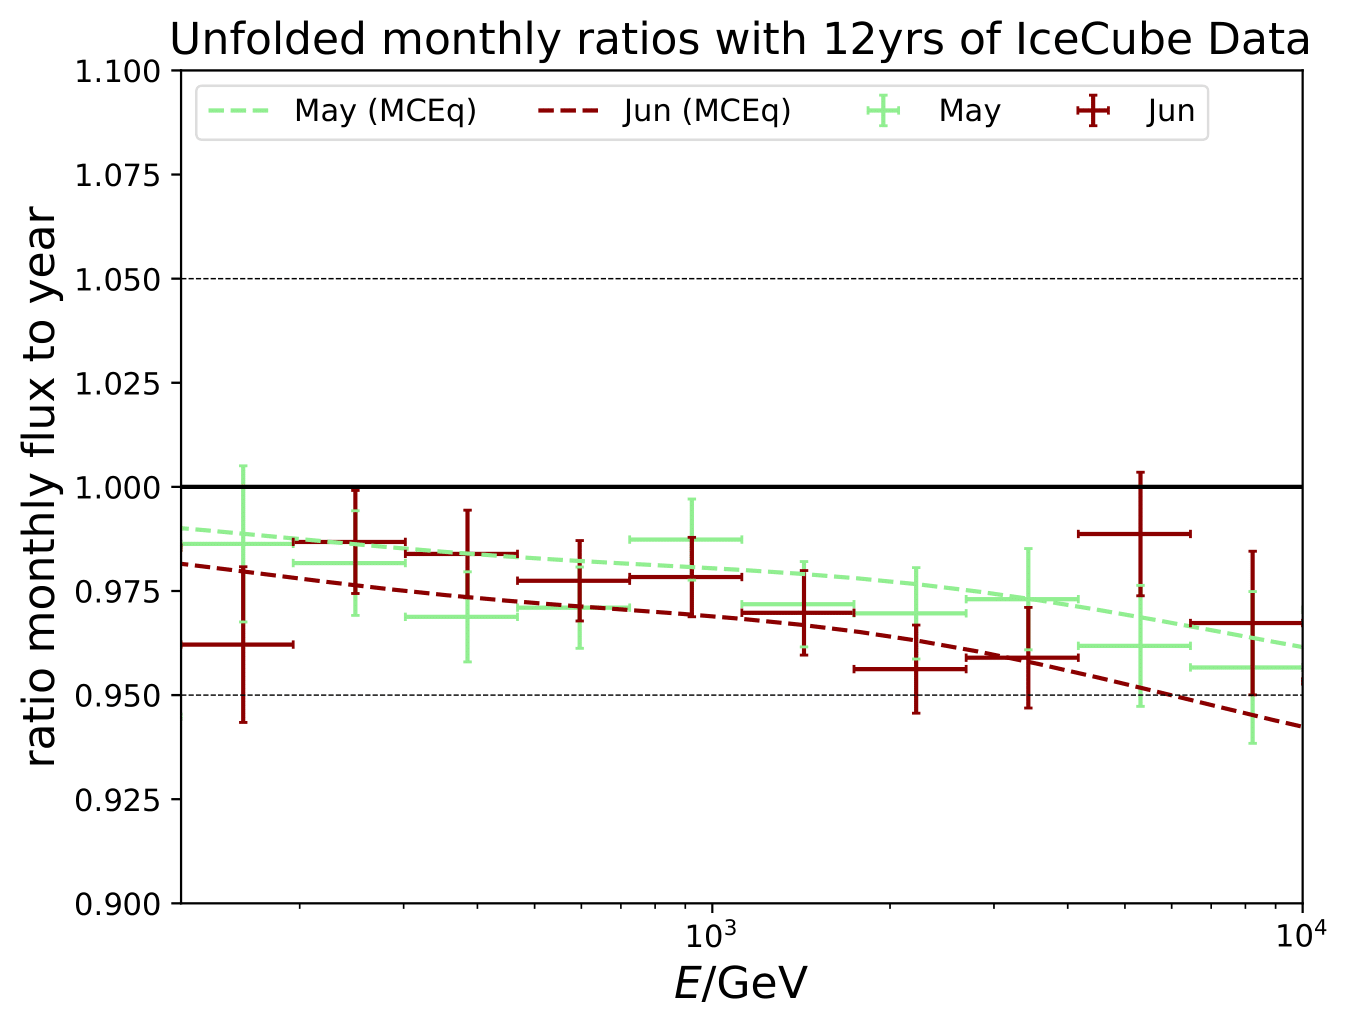 Unfolded monthly ratios with 12yrs of IceCube Data
May (MCEq) Jun (MCEq) May Jun
1.100
1.075
1.050
1.025
1.000
0.975
0.950
0.925
0.900
ratio monthly flux to year
10³ 10⁴
E/GeV